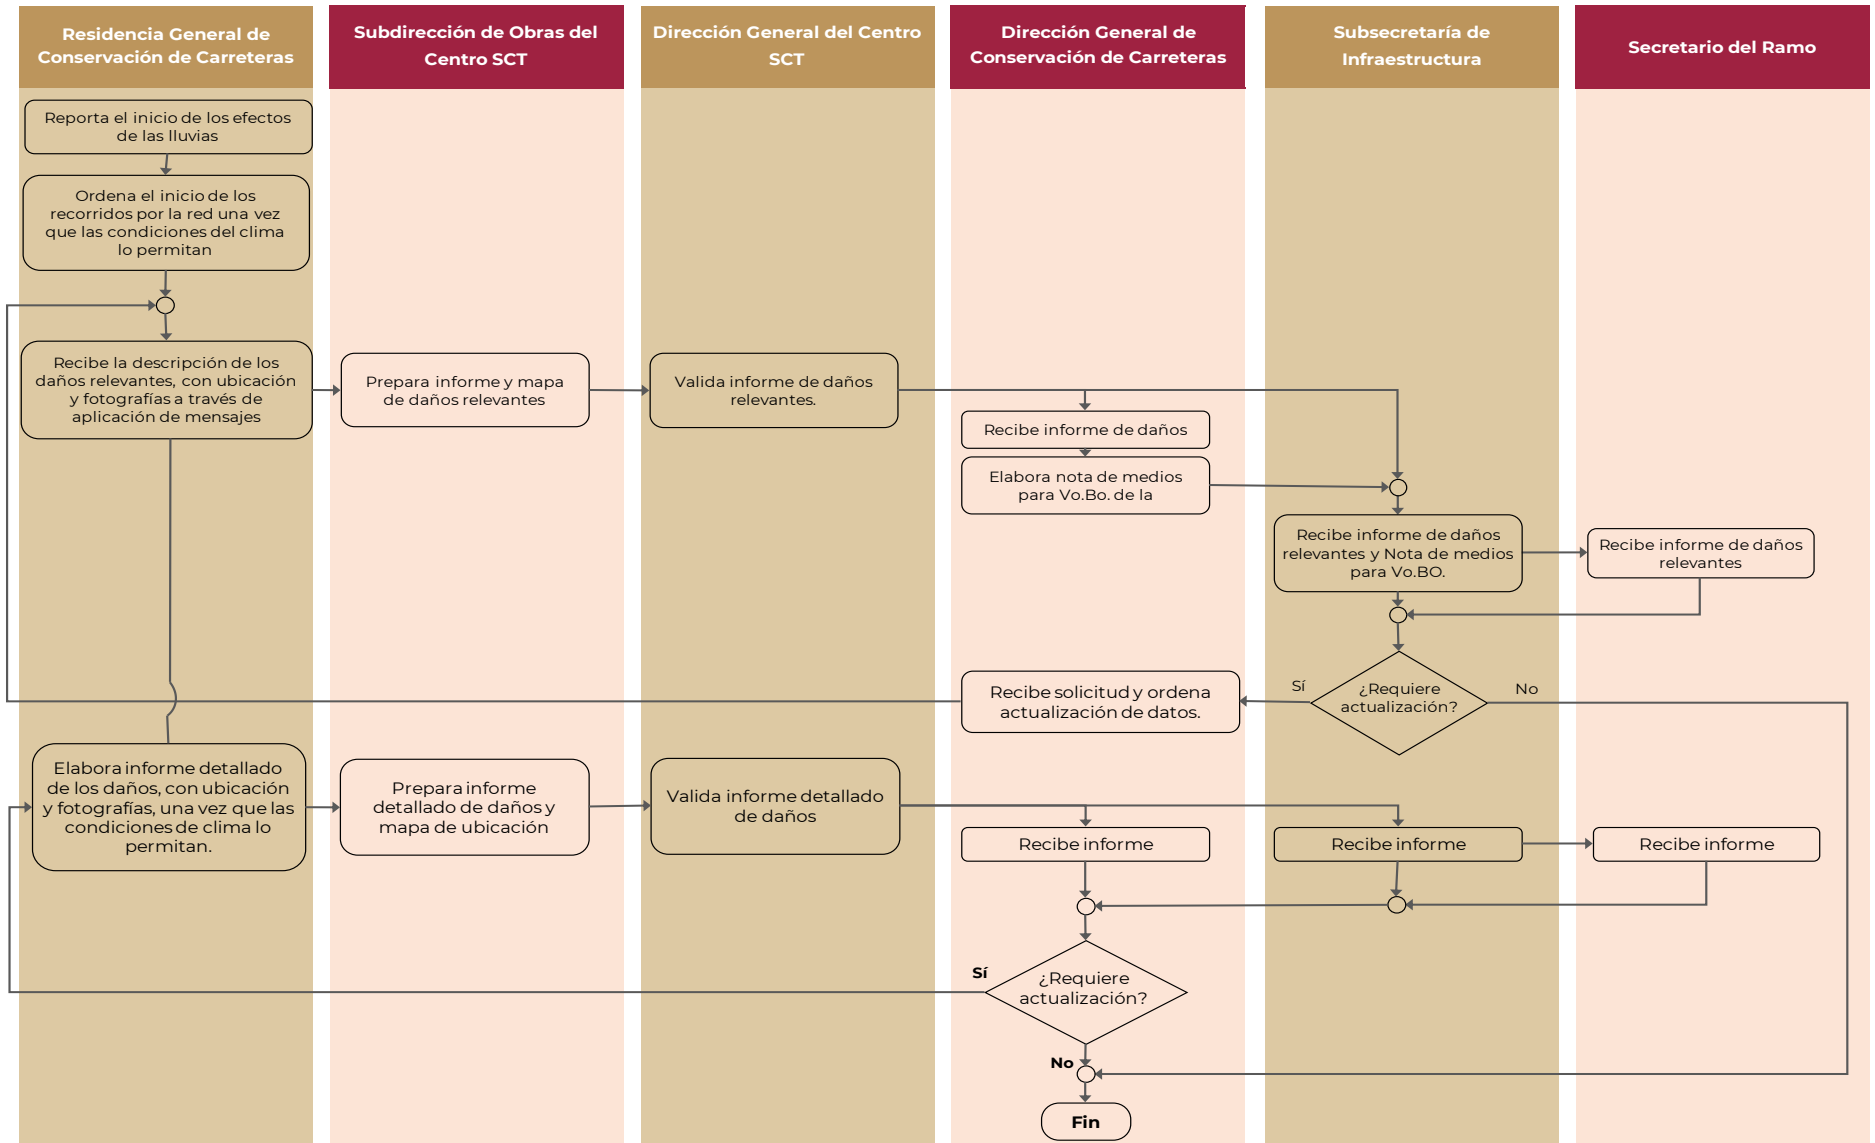 Residencia General de
Conservación de Carreteras
Subdirección de Obras del
Centro SCT
Dirección General del Centro
SCT
Dirección General de
Conservación de Carreteras
Subsecretaría de
Infraestructura
Secretario del Ramo
Reporta el inicio de los efectos
de las lluvias
Ordena el inicio de los
recorridos por la red una vez
que las condiciones del clima
lo permitan
Recibe la descripción de los
daños relevantes, con ubicación
y fotografías a través de
aplicación de mensajes
Prepara informe y mapa
de daños relevantes
Valida informe de daños
relevantes.
Recibe informe de daños
Elabora nota de medios
para Vo.Bo. de la
Recibe informe de daños
relevantes y Nota de medios
para Vo.BO.
Recibe informe de daños
relevantes
¿Requiere
actualización?
Sí
No
Recibe solicitud y ordena
actualización de datos.
Elabora informe detallado
de los daños, con ubicación
y fotografías, una vez que las
condiciones de clima lo
permitan.
Prepara informe
detallado de daños y
mapa de ubicación
Valida informe detallado
de daños
Recibe informe
Recibe informe
Recibe informe
Sí
¿Requiere
actualización?
No
Fin